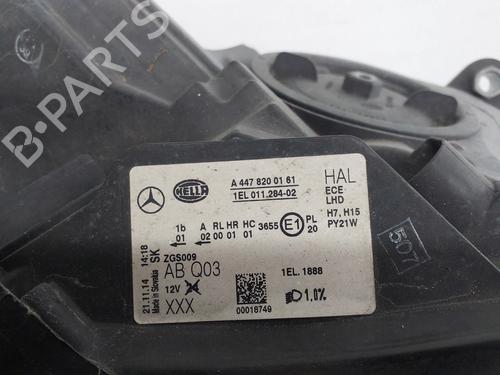 B-Parts
HELLA
A 447 820 01 61
1EL 011.284-02
HAL
ECE
LHD
H7, H15
PY21W
1b A RL HR HC
01 02 00 01 01
3655 E1 PL
20
ZGS009
AB Q03
12V
XXX
1EL. 1888
00018749
1.0%
21.11.14 14:18
Made in Slovakia SK
507